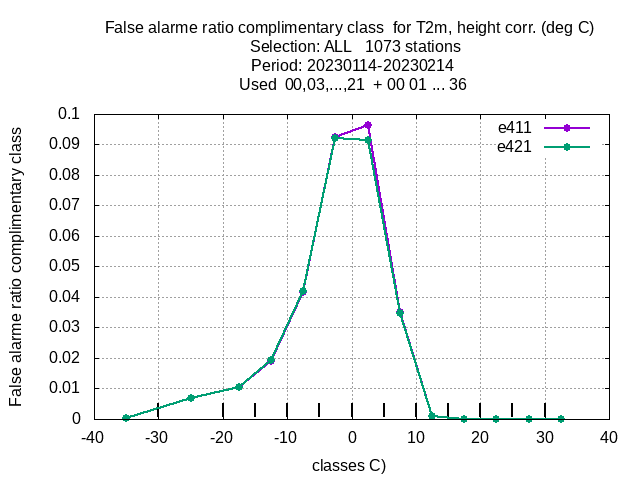 False alarme ratio complimentary class  for T2m, height corr. (deg C)
Selection: ALL   1073 stations
Period: 20230114-20230214
Used  00,03,...,21  + 00 01 ... 36
False alarme ratio complimentary class
e411
e421
0.1
0.09
0.08
0.07
0.06
0.05
0.04
0.03
0.02
0.01
0
-40 -30 -20 -10 0 10 20 30 40
classes C)